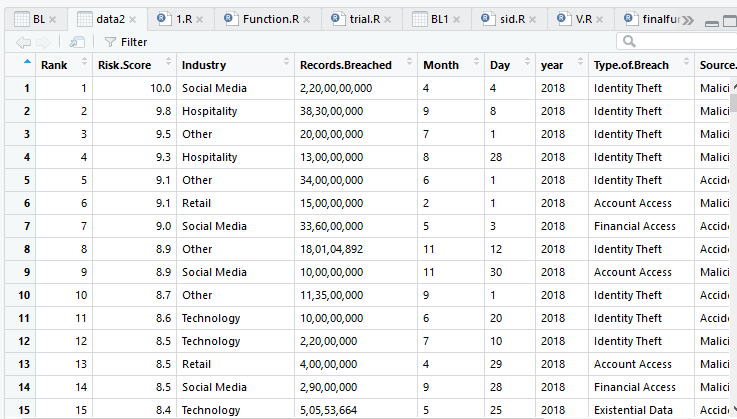 BL data2 1.R Function.R trial.R BL1 sid.R V.R finalfu
Filter
Rank Risk.Score Industry Records.Breached Month Day year Type.of.Breach Source.
1 1 10.0 Social Media 2,20,00,00,000 4 4 2018 Identity Theft Malici
2 2 9.8 Hospitality 38,30,00,000 9 8 2018 Identity Theft Malici
3 3 9.5 Other 20,00,00,000 7 1 2018 Identity Theft Malici
4 4 9.3 Hospitality 13,00,00,000 8 28 2018 Identity Theft Malici
5 5 9.1 Other 34,00,00,000 6 1 2018 Identity Theft Accide
6 6 9.1 Retail 15,00,00,000 2 1 2018 Account Access Malici
7 7 9.0 Social Media 33,60,00,000 5 3 2018 Financial Access Accide
8 8 8.9 Other 18,01,04,892 11 12 2018 Identity Theft Accide
9 9 8.9 Social Media 10,00,00,000 11 30 2018 Account Access Malici
10 10 8.7 Other 11,35,00,000 9 1 2018 Identity Theft Accide
11 11 8.6 Technology 10,00,00,000 6 20 2018 Identity Theft Accide
12 12 8.5 Technology 2,20,00,000 7 10 2018 Identity Theft Malici
13 13 8.5 Retail 4,00,00,000 4 29 2018 Account Access Malici
14 14 8.5 Social Media 2,90,00,000 9 28 2018 Financial Access Malici
15 15 8.4 Technology 5,05,53,664 5 25 2018 Existential Data Accide